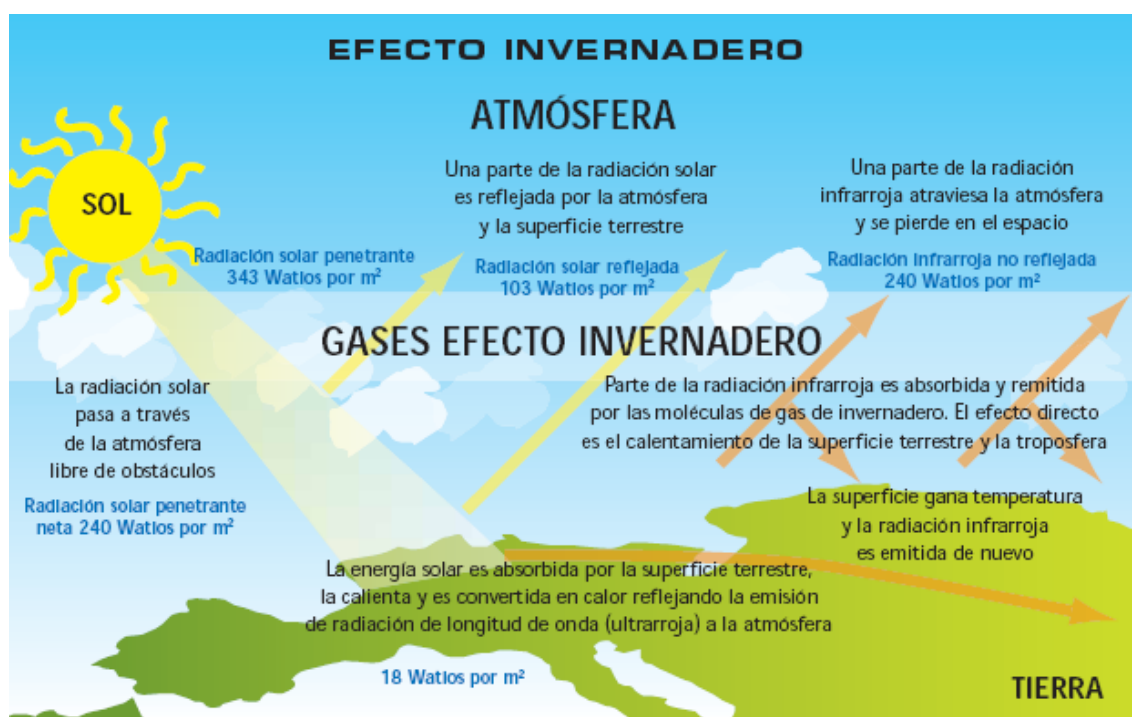 EFECTO INVERNADERO
ATMÓSFERA
SOL
Una parte de la radiación solar
es reflejada por la atmósfera
y la superficie terrestre
Una parte de la radiación
infrarroja atraviesa la atmósfera
y se pierde en el espacio
Radiación solar penetrante
343 Watios por m²
Radiación solar reflejada
103 Watios por m²
Radiación infrarroja no reflejada
240 Watios por m²
GASES EFECTO INVERNADERO
La radiación solar
pasa a través
de la atmósfera
libre de obstáculos
Radiación solar penetrante
neta 240 Watios por m²
Parte de la radiación infrarroja es absorbida y remitida
por las moléculas de gas de invernadero. El efecto directo
es el calentamiento de la superficie terrestre y la troposfera
La superficie gana temperatura
y la radiación infrarroja
es emitida de nuevo
La energía solar es absorbida por la superficie terrestre,
la calienta y es convertida en calor reflejando la emisión
de radiación de longitud de onda (ultrarroja) a la atmósfera
18 Watios por m²
TIERRA